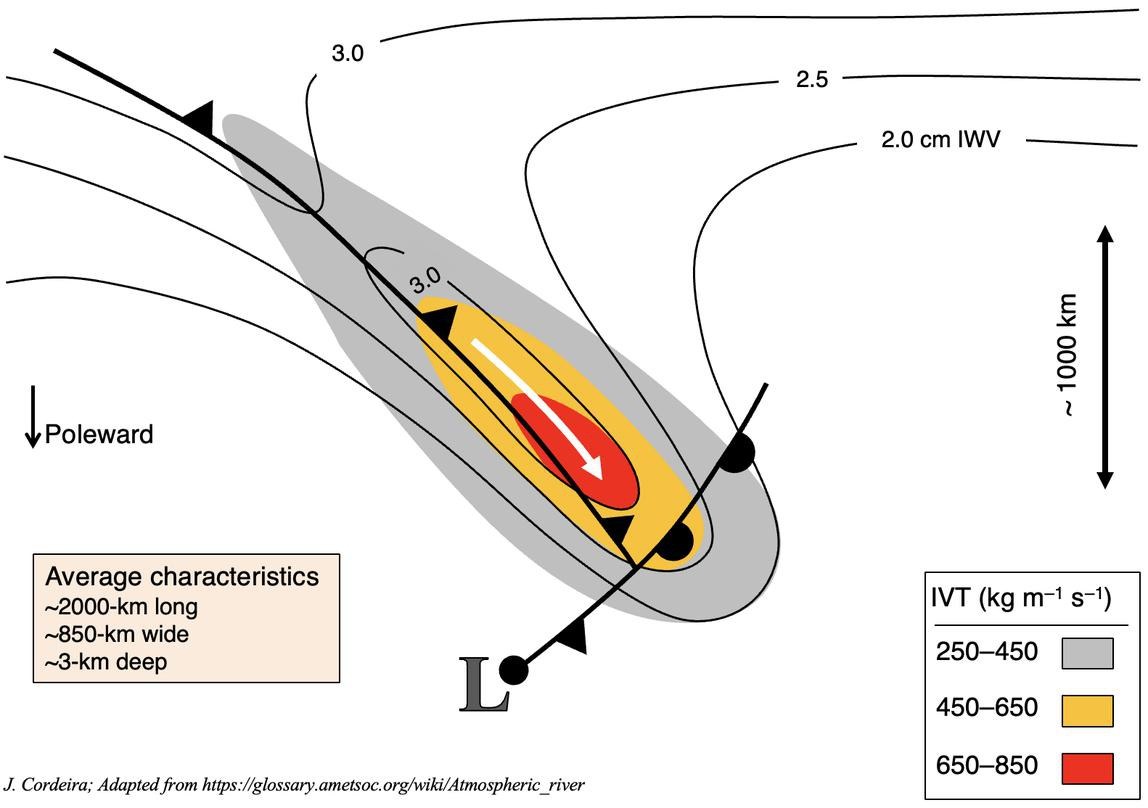 3.0
2.5
2.0 cm IWV
3.0
~ 1000 km
Poleward
Average characteristics
~2000-km long
~850-km wide
~3-km deep
L
IVT (kg m⁻¹ s⁻¹)
250–450
450–650
650–850
J. Cordeira; Adapted from https://glossary.ametsoc.org/wiki/Atmospheric_river